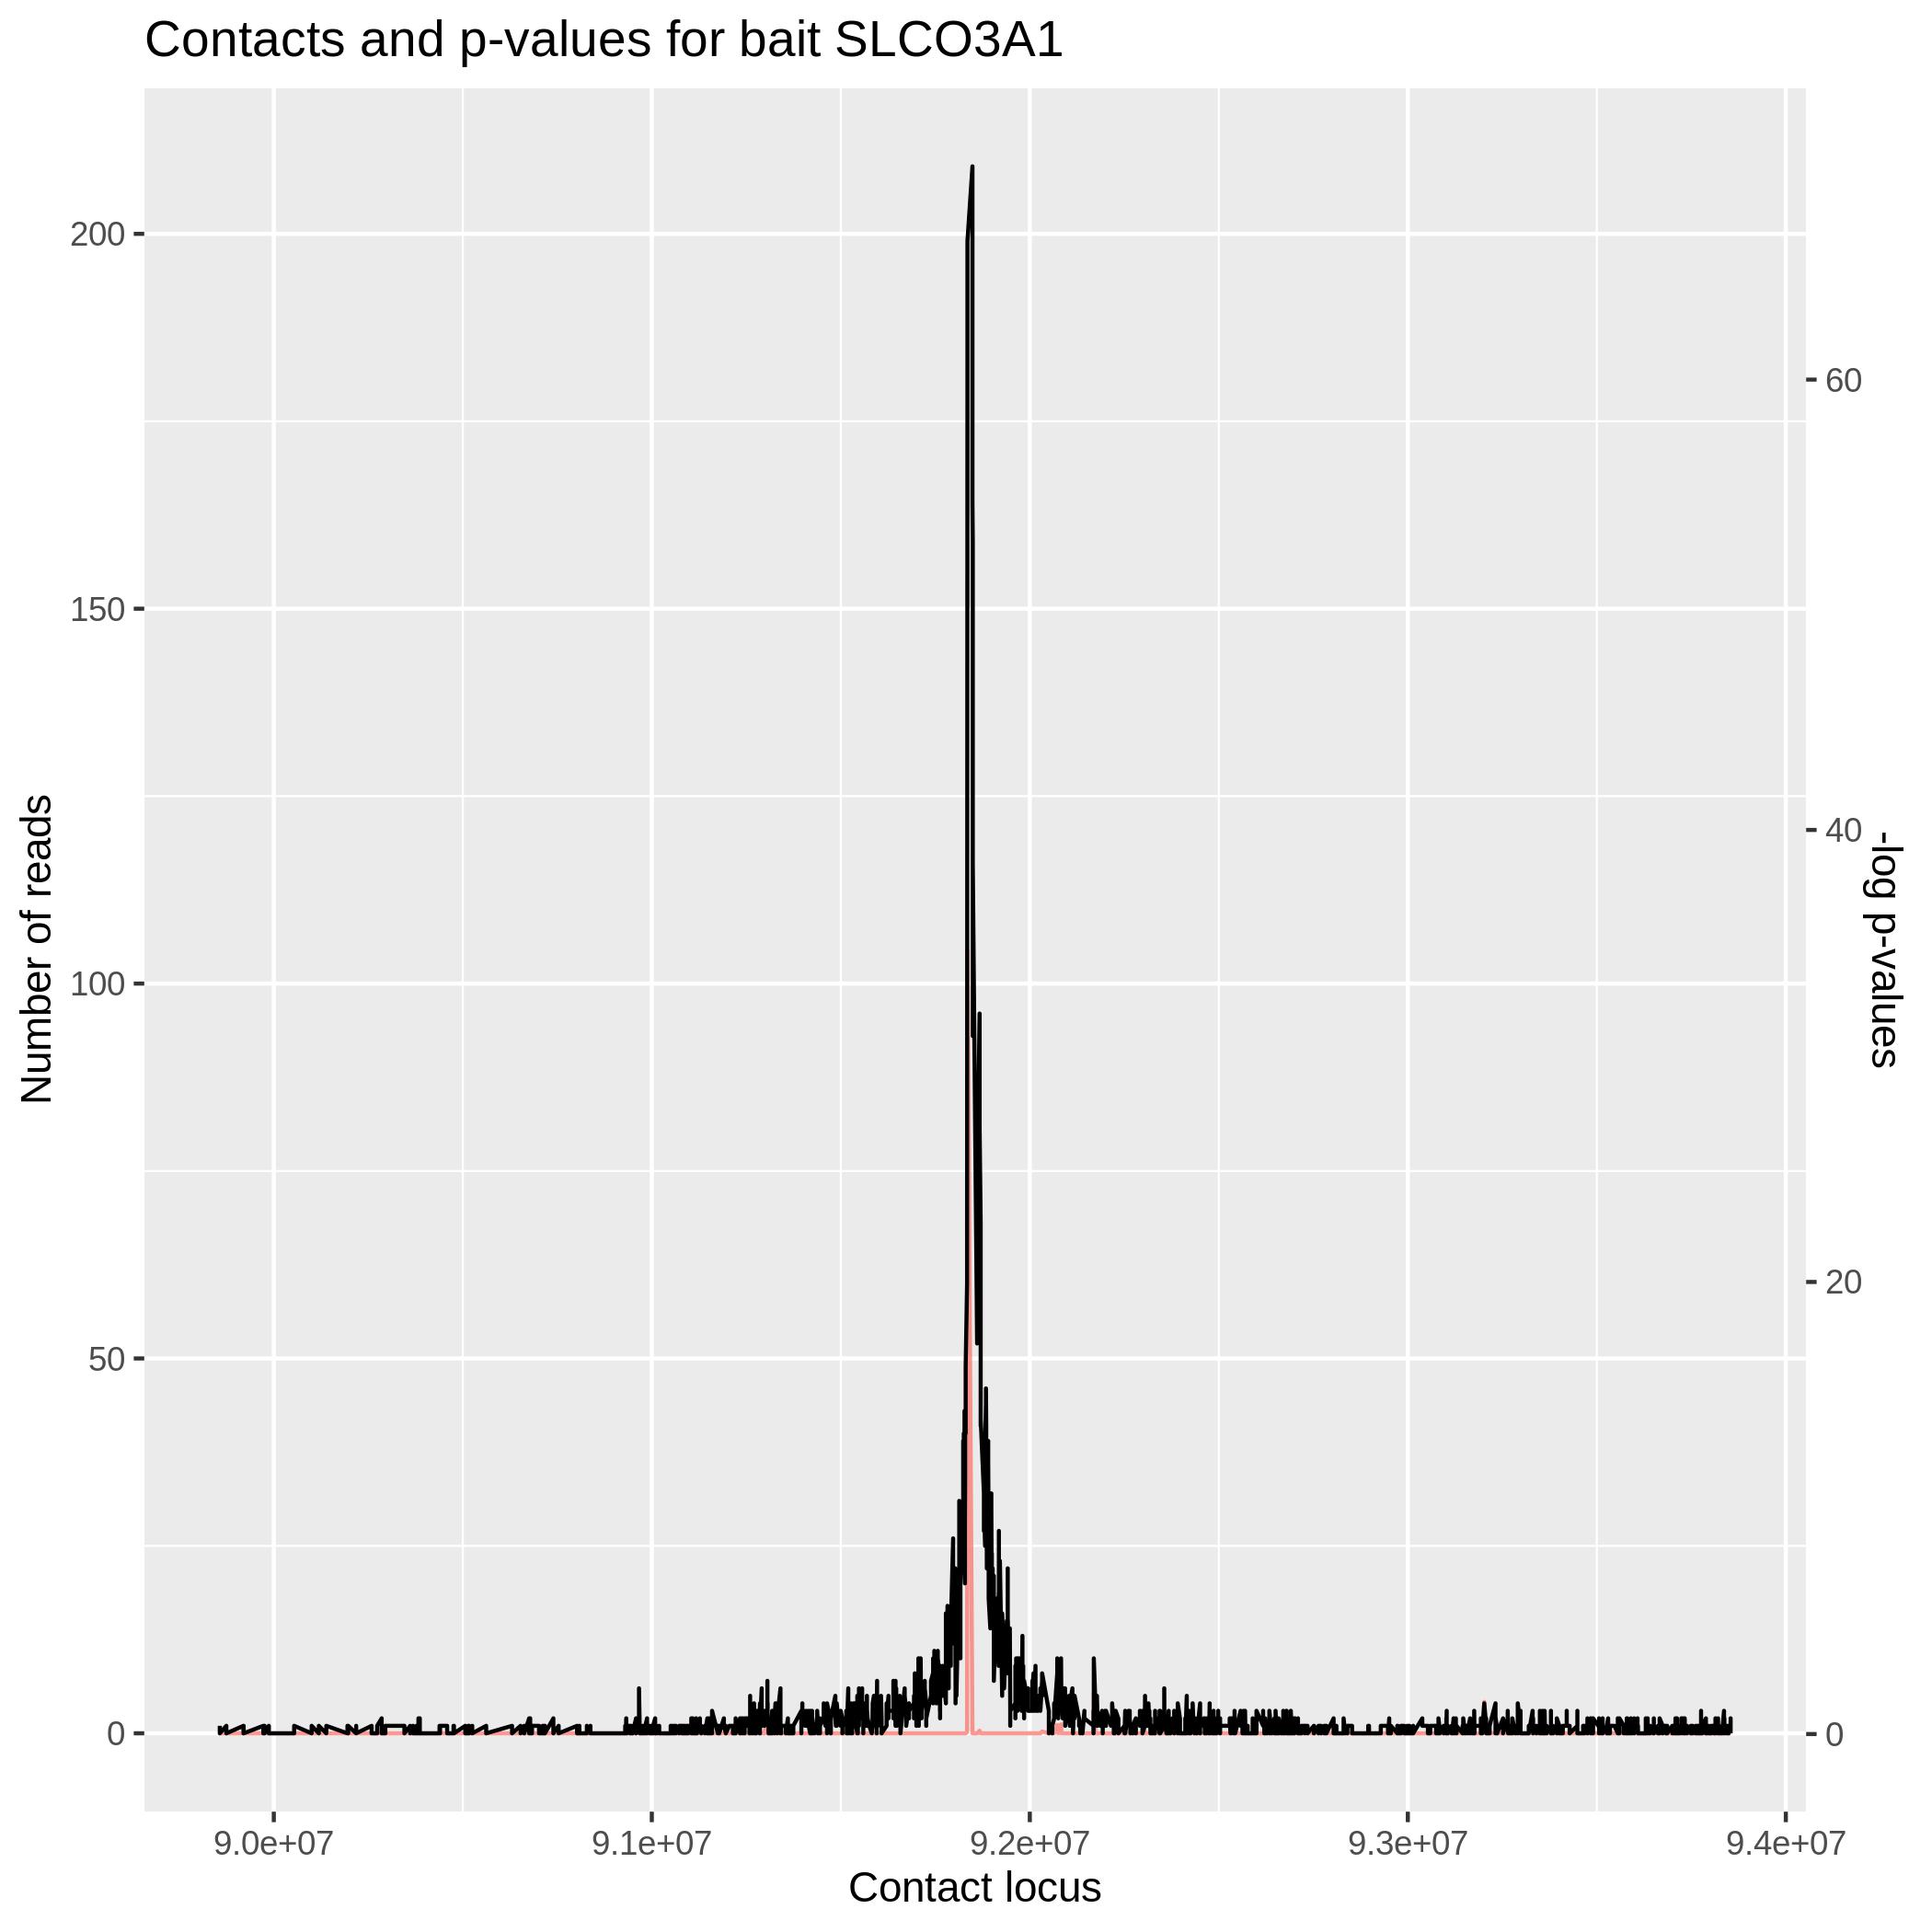 Contacts and p-values for bait SLCO3A1
Number of reads
200
150
100
50
0
60
40
20
0
-log p-values
9.0e+07
9.1e+07
9.2e+07
9.3e+07
9.4e+07
Contact locus